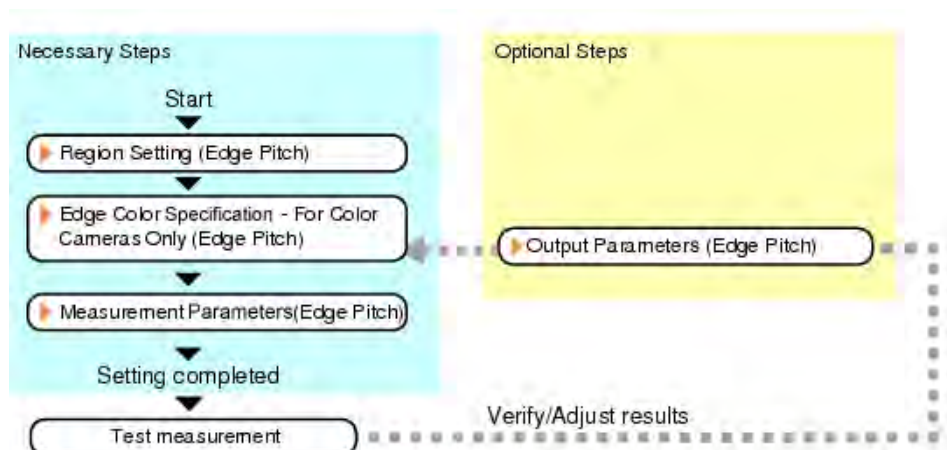 Necessary Steps
Optional Steps
Start
Region Setting (Edge Pitch)
Edge Color Specification - For Color
Cameras Only (Edge Pitch)
Output Parameters (Edge Pitch)
Measurement Parameters(Edge Pitch)
Setting completed
Verify/Adjust results
Test measurement